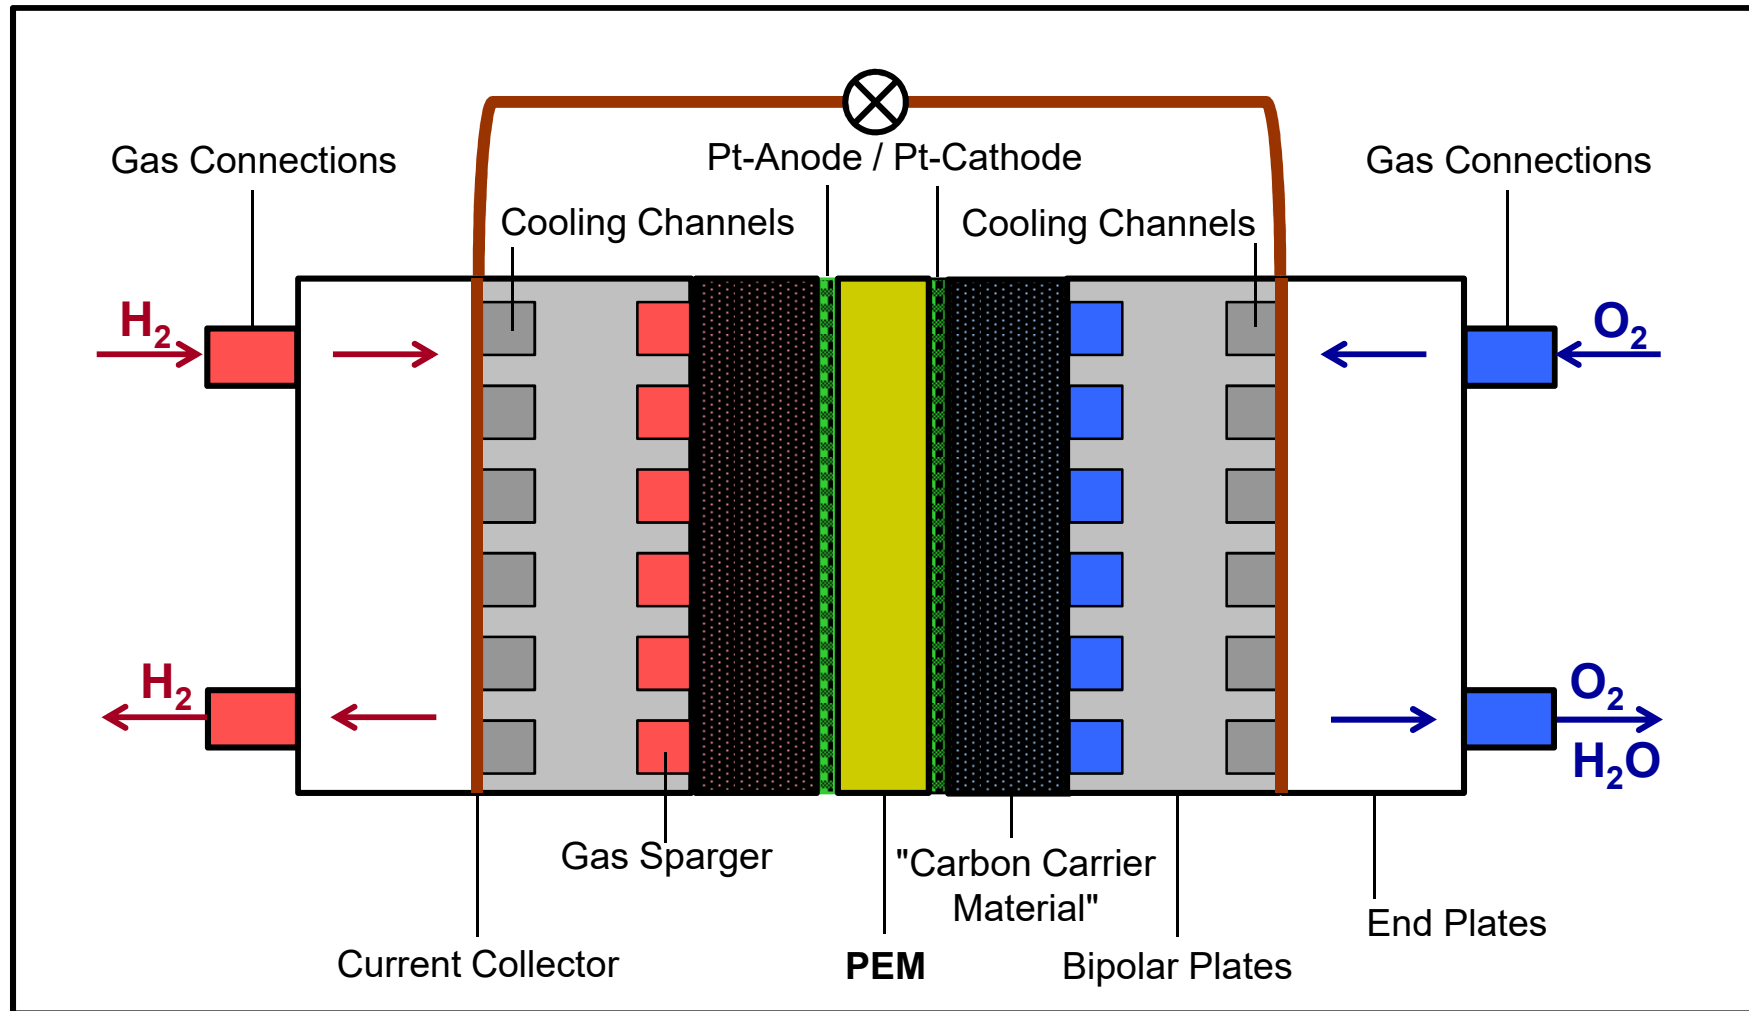 Pt-Anode / Pt-Cathode
Gas Connections
Gas Connections
Cooling Channels
Cooling Channels
H₂
O₂
H₂
O₂
H₂O
Gas Sparger
"Carbon Carrier
Material"
End Plates
Current Collector
PEM
Bipolar Plates